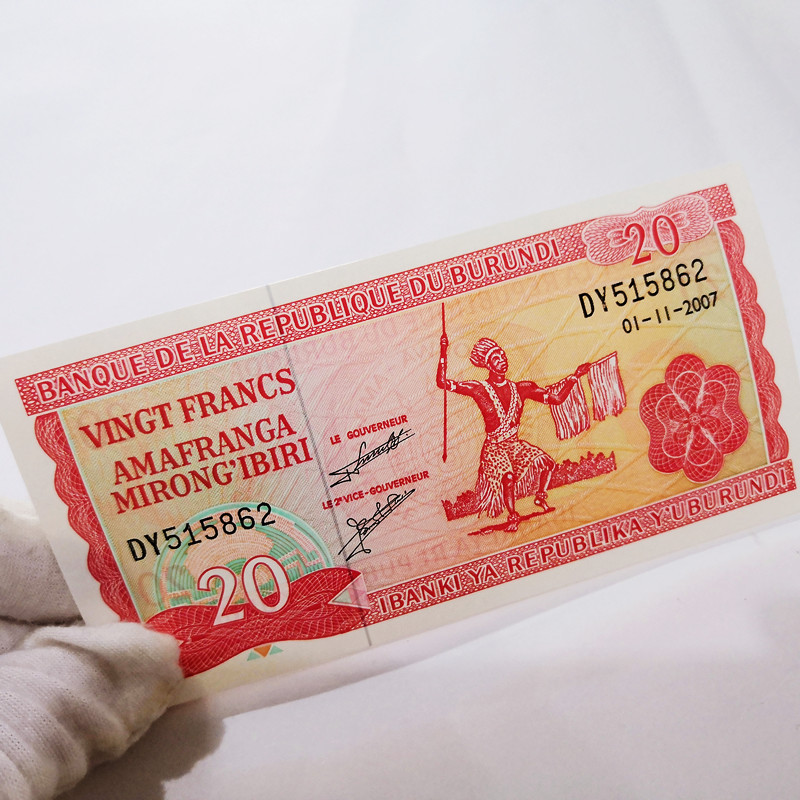 BANQUE DE LA REPUBLIQUE DU BURUNDI
20
DY515862
01-11-2007
VINGT FRANCS
AMAFRANGA
MIRONG'IBIRI
LE GOUVERNEUR
LE 2e VICE-GOUVERNEUR
DY515862
20
IBANKI YA REPUBLIKA Y'UBURUNDI